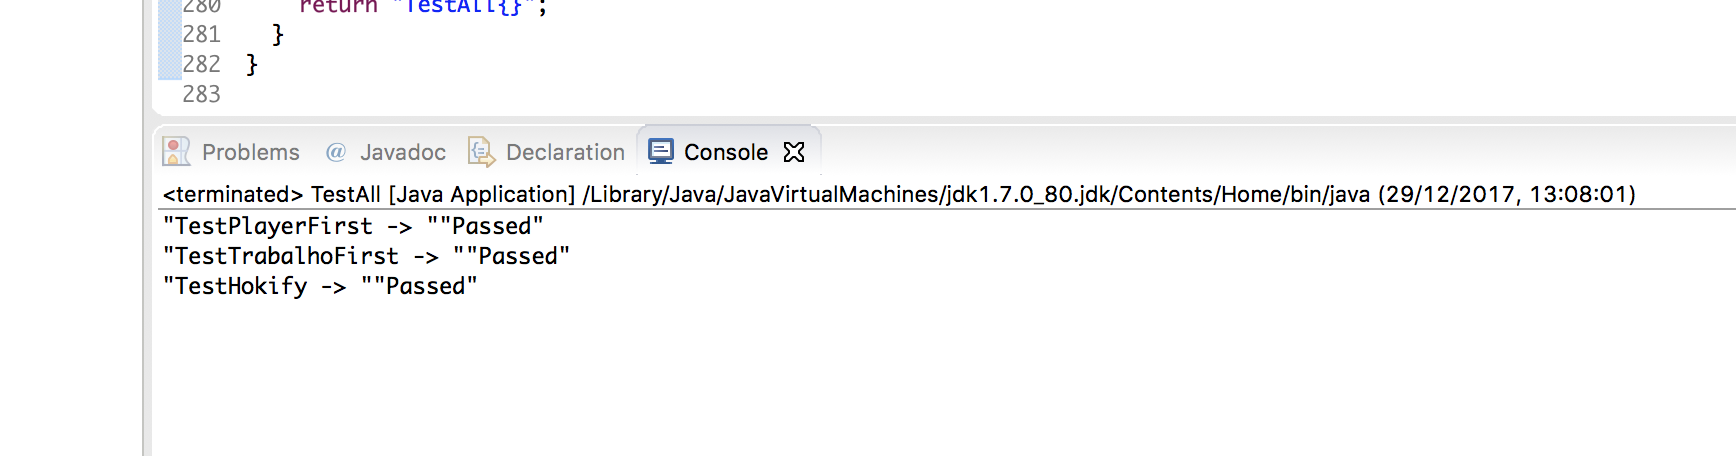 280 return "TestAll{}";
281 }
282 }
283
Problems @ Javadoc Declaration Console
<terminated> TestAll [Java Application] /Library/Java/JavaVirtualMachines/jdk1.7.0_80.jdk/Contents/Home/bin/java (29/12/2017, 13:08:01)
"TestPlayerFirst -> ""Passed"
"TestTrabalhoFirst -> ""Passed"
"TestHokify -> ""Passed"